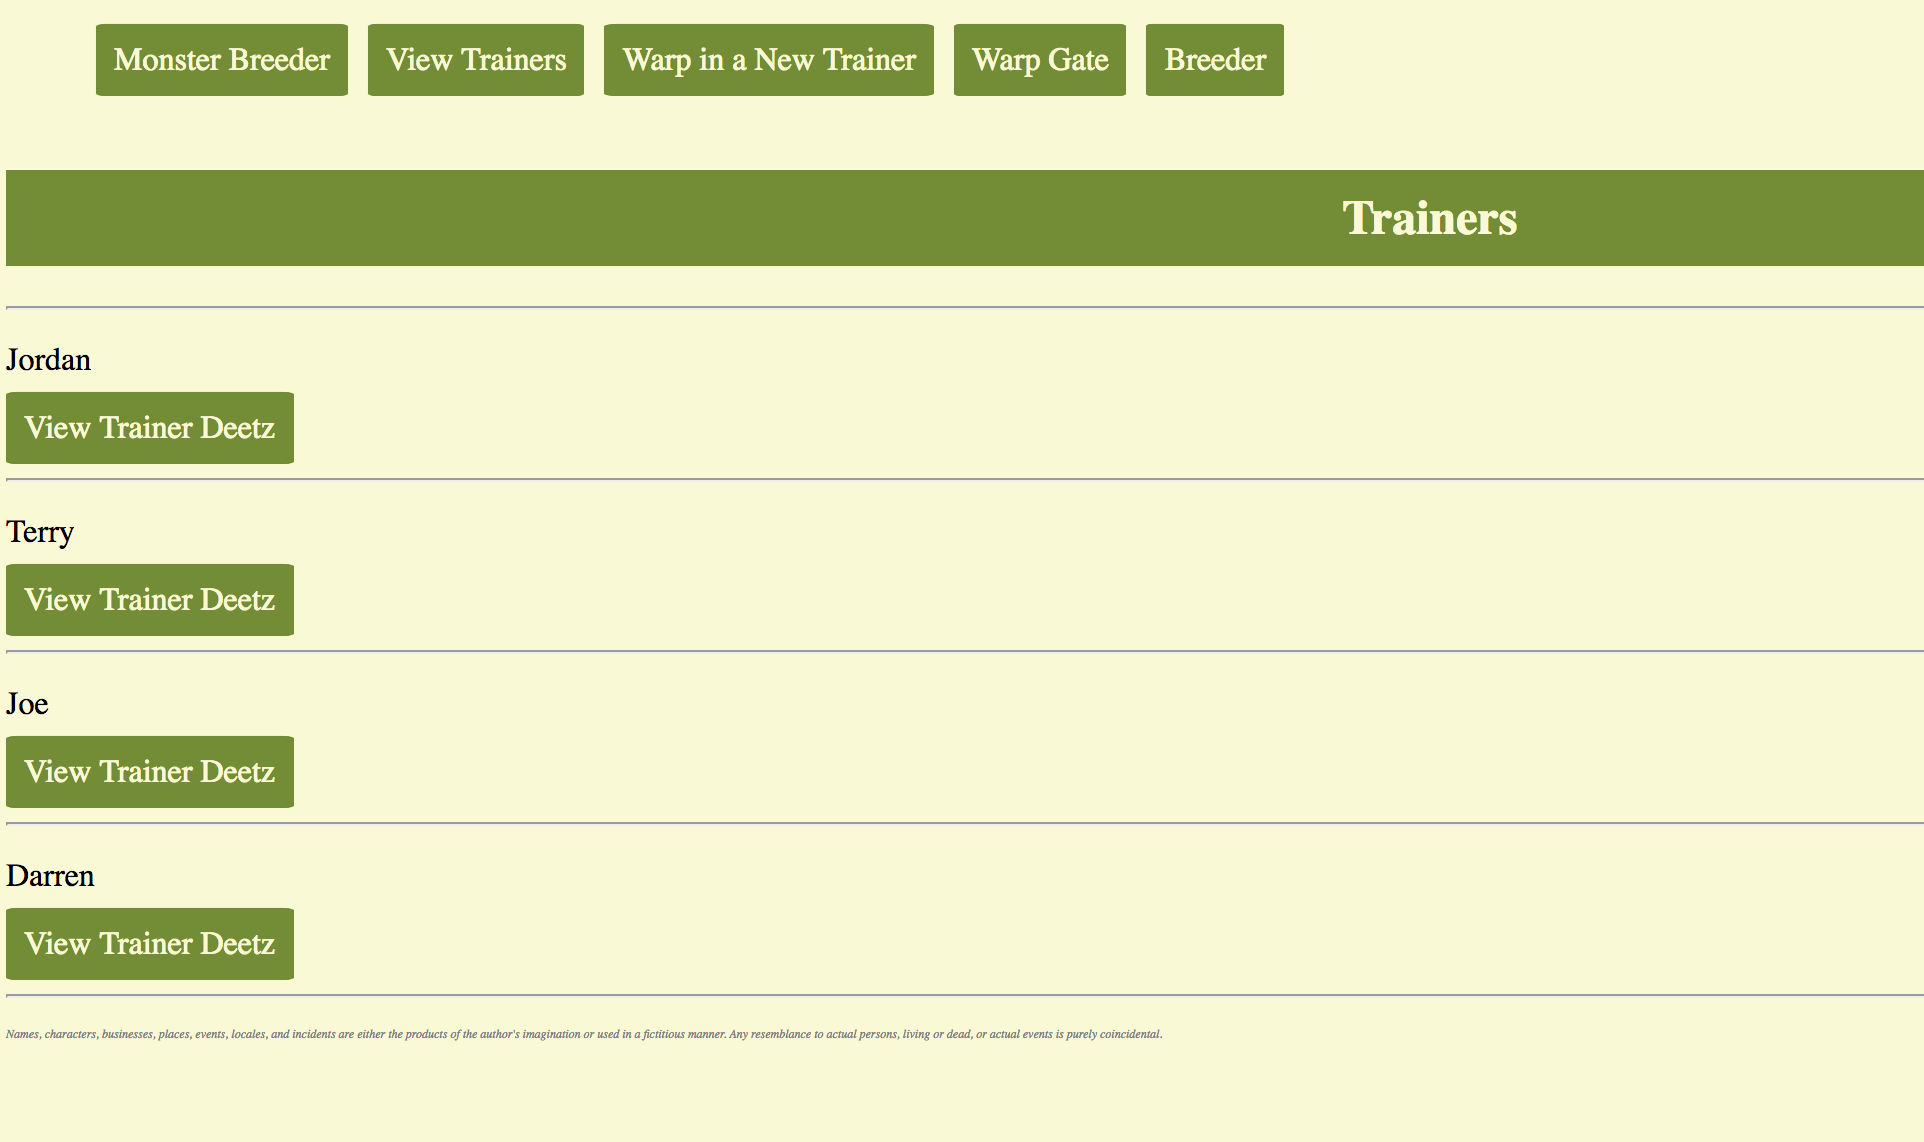 Monster Breeder View Trainers Warp in a New Trainer Warp Gate Breeder
Trainers
Jordan
View Trainer Deetz
Terry
View Trainer Deetz
Joe
View Trainer Deetz
Darren
View Trainer Deetz
Names, characters, businesses, places, events, locales, and incidents are either the products of the author's imagination or used in a fictitious manner. Any resemblance to actual persons, living or dead, or actual events is purely coincidental.